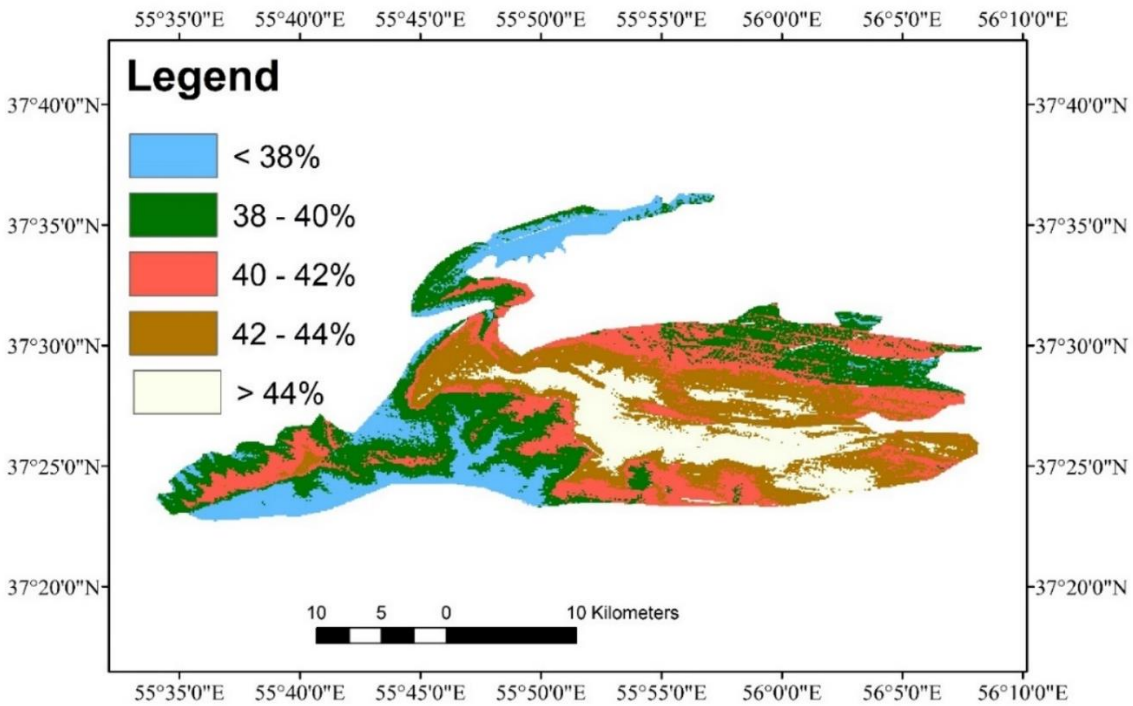 55°35'0"E 55°40'0"E 55°45'0"E 55°50'0"E 55°55'0"E 56°0'0"E 56°5'0"E 56°10'0"E
Legend
37°40'0"N 37°40'0"N
< 38%
38 - 40%
37°35'0"N 37°35'0"N
40 - 42%
42 - 44%
37°30'0"N 37°30'0"N
> 44%
37°25'0"N 37°25'0"N
37°20'0"N 37°20'0"N
10 5 0 10 Kilometers
55°35'0"E 55°40'0"E 55°45'0"E 55°50'0"E 55°55'0"E 56°0'0"E 56°5'0"E 56°10'0"E